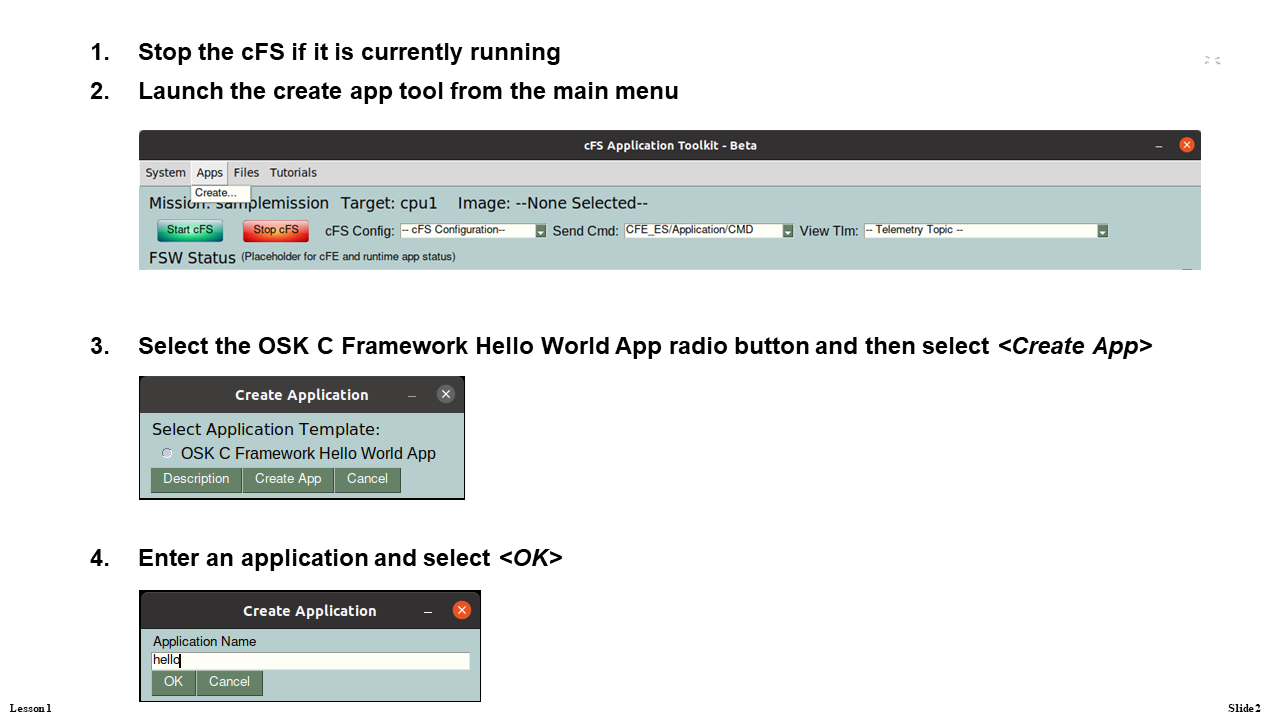 1. Stop the cFS if it is currently running
2. Launch the create app tool from the main menu
cFS Application Toolkit - Beta
System Apps Files Tutorials
Create...
Mission: samplemission Target: cpu1 Image: --None Selected--
Start cFS Stop cFS cFS Config: -- cFS Configuration-- Send Cmd: CFE_ES/Application/CMD View Tlm: -- Telemetry Topic --
FSW Status (Placeholder for cFE and runtime app status)
3. Select the OSK C Framework Hello World App radio button and then select <Create App>
Create Application
Select Application Template:
OSK C Framework Hello World App
Description Create App Cancel
4. Enter an application and select <OK>
Create Application
Application Name
hello
OK Cancel
Lesson 1 Slide 2